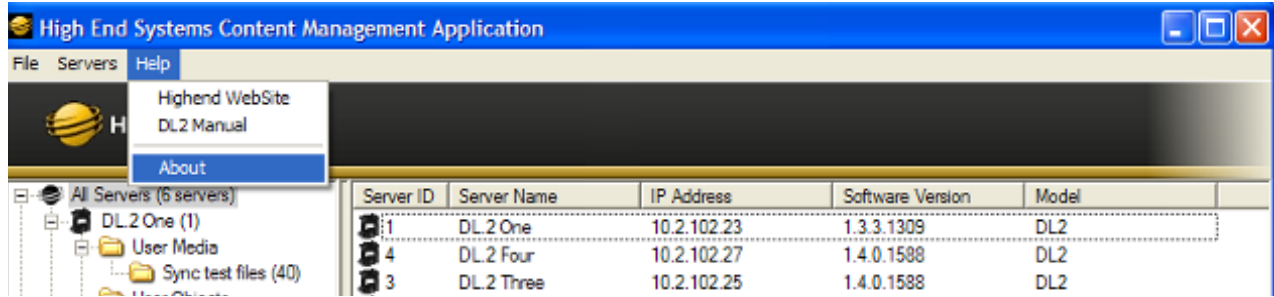 High End Systems Content Management Application
File Servers Help
Highend WebSite
DL2 Manual
H
About
All Servers (6 servers)
Server ID Server Name IP Address Software Version Model
DL.2 One (1)
1 DL.2 One 10.2.102.23 1.3.3.1309 DL2
User Media
4 DL.2 Four 10.2.102.27 1.4.0.1588 DL2
Sync test files (40)
3 DL.2 Three 10.2.102.25 1.4.0.1588 DL2